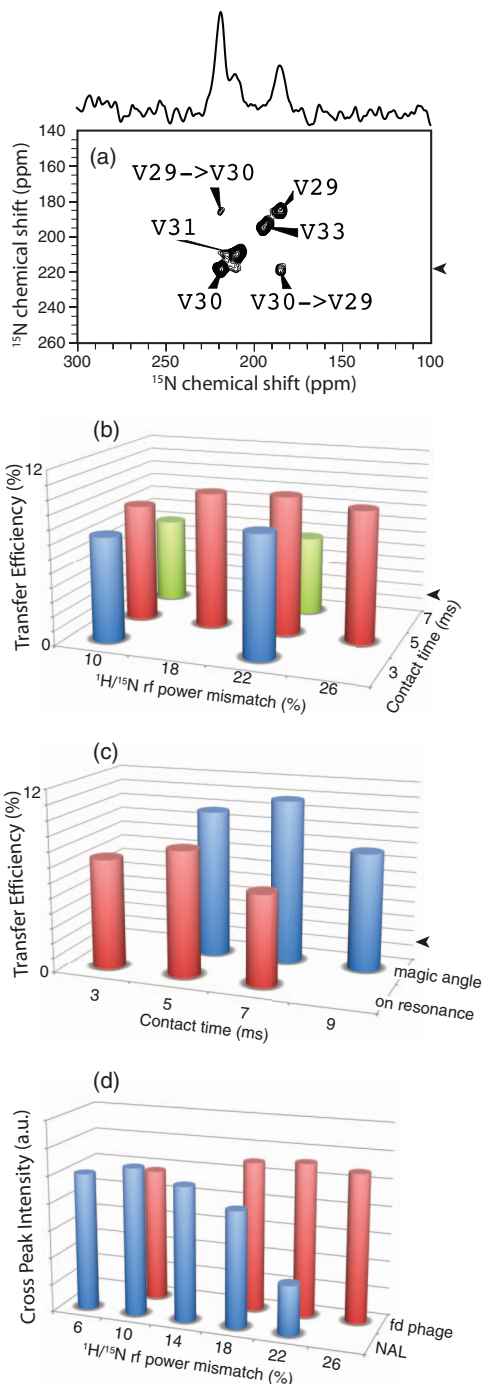 140
160
180
200
220
240
260
(a)
V29->V30
V29
V31
V33
V30
V30->V29
¹⁵N chemical shift (ppm)
300
250
200
150
100
¹⁵N chemical shift (ppm)
(b)
12
0
Transfer Efficiency (%)
10
18
22
26
¹H/¹⁵N rf power mismatch (%)
3
5
7
Contact time (ms)
(c)
12
0
Transfer Efficiency (%)
3
5
7
9
Contact time (ms)
magic angle
on resonance
(d)
Cross Peak Intensity (a.u.)
6
10
14
18
22
26
¹H/¹⁵N rf power mismatch (%)
fd phage
NAL